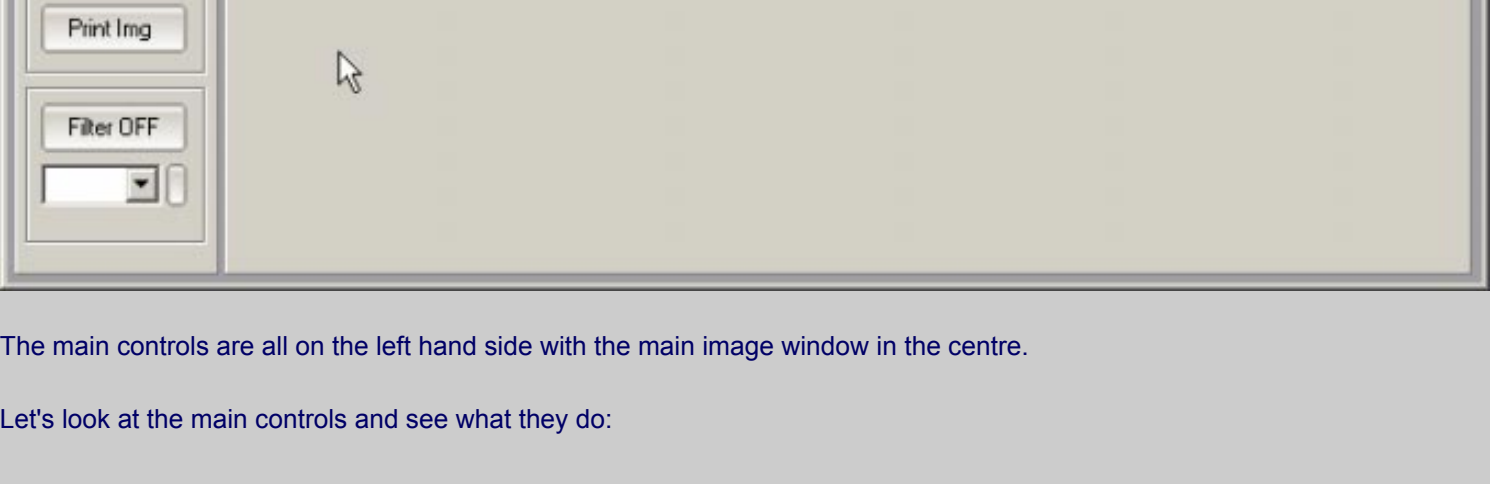 Print Img
Filter OFF
The main controls are all on the left hand side with the main image window in the centre.
Let's look at the main controls and see what they do: